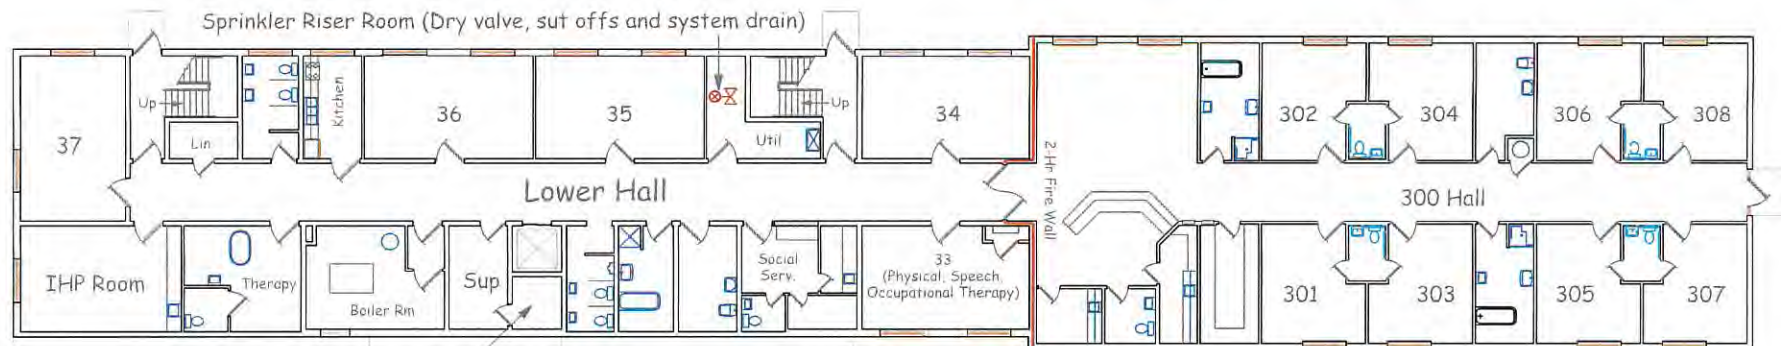 Sprinkler Riser Room (Dry valve, sut offs and system drain)
37
Up
Lin
Kitchen
36
35
Util
Up
34
2-Hr Fire Wall
302
304
306
308
Lower Hall
300 Hall
IHP Room
Therapy
Boiler Rm
Sup
Social
Serv.
33
(Physical, Speech,
Occupational Therapy)
301
303
305
307